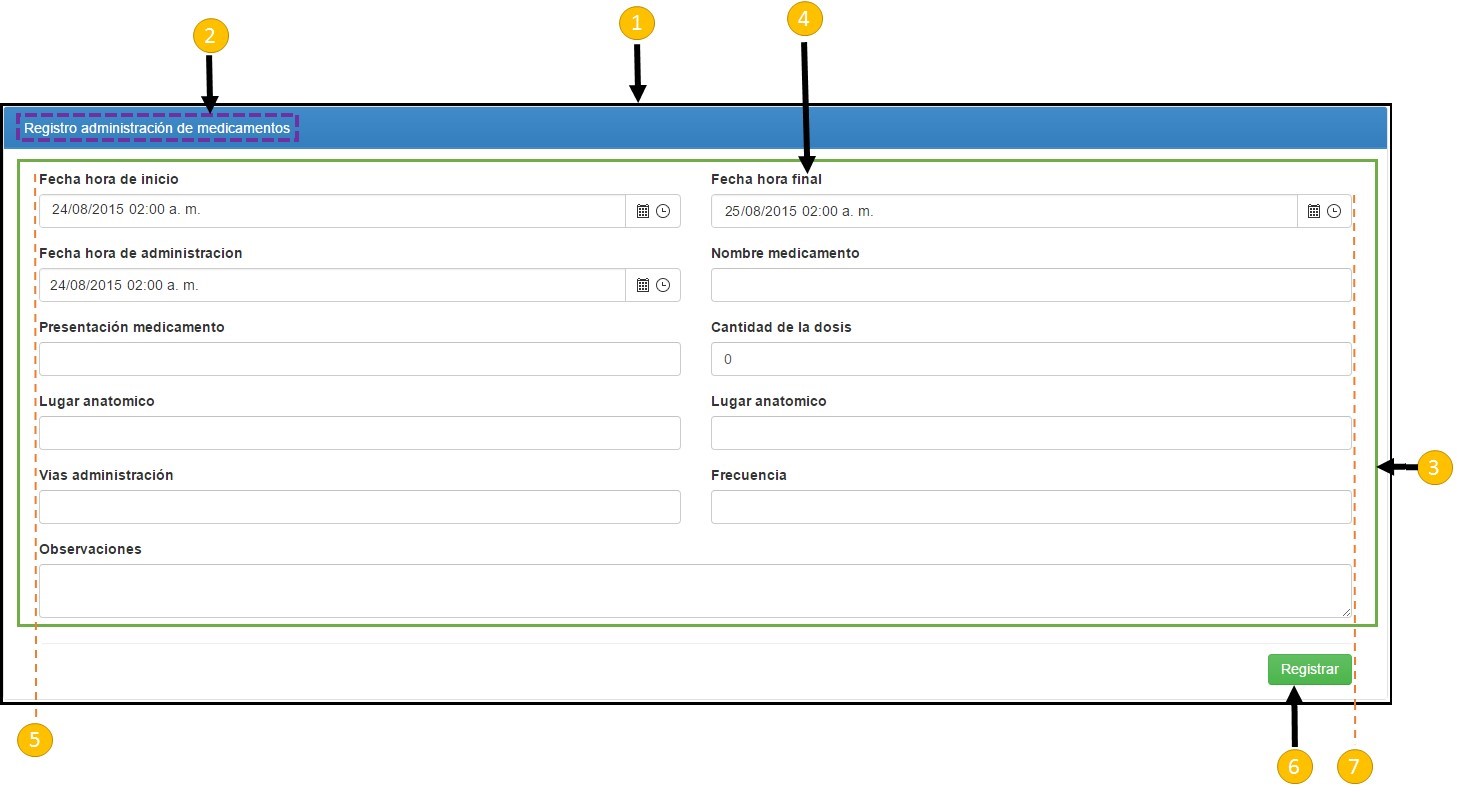 1
4
2
Registro administración de medicamentos
Fecha hora de inicio
Fecha hora final
24/08/2015 02:00 a. m.
25/08/2015 02:00 a. m.
Fecha hora de administracion
Nombre medicamento
24/08/2015 02:00 a. m.
Presentación medicamento
Cantidad de la dosis
0
Lugar anatomico
Lugar anatomico
3
Vias administración
Frecuencia
Observaciones
Registrar
5
6
7